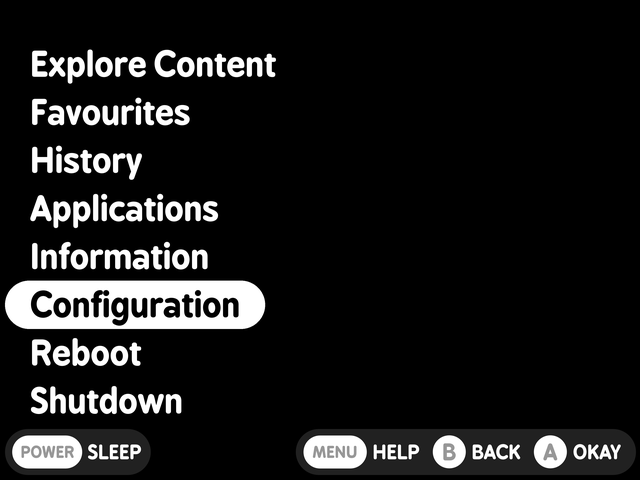 Explore Content
Favourites
History
Applications
Information
Configuration
Reboot
Shutdown
POWER SLEEP MENU HELP B BACK A OKAY